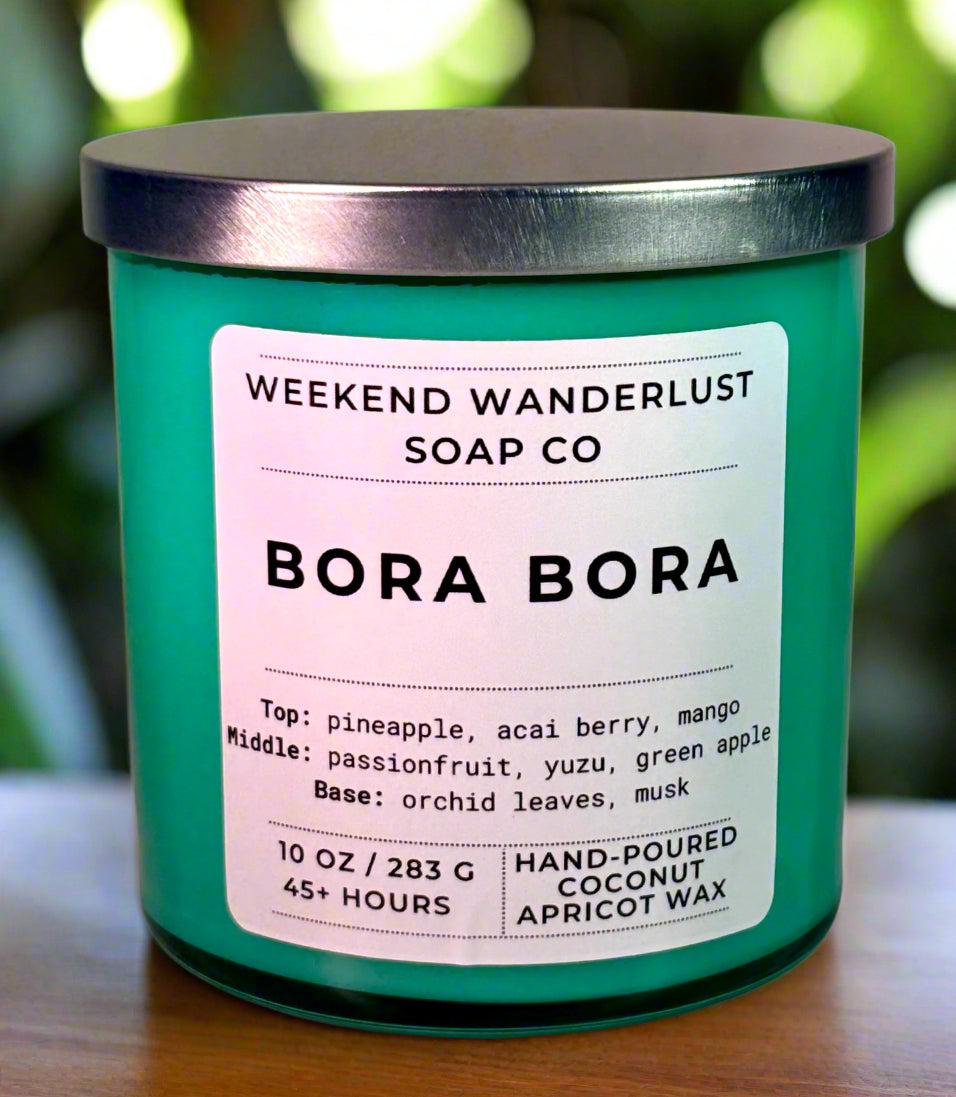 WEEKEND WANDERLUST
SOAP CO
BORA BORA
Top: pineapple, acai berry, mango
Middle: passionfruit, yuzu, green apple
Base: orchid leaves, musk
10 OZ / 283 G
45+ HOURS
HAND-POURED
COCONUT
APRICOT WAX